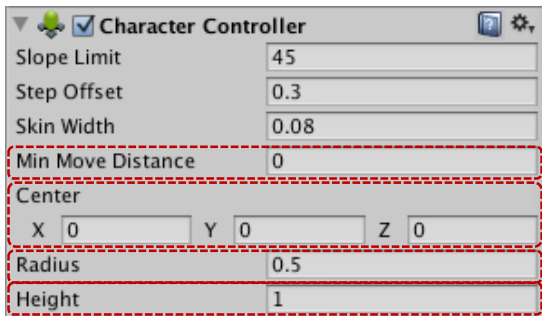 Character Controller
Slope Limit 45
Step Offset 0.3
Skin Width 0.08
Min Move Distance 0
Center
X 0 Y 0 Z 0
Radius 0.5
Height 1